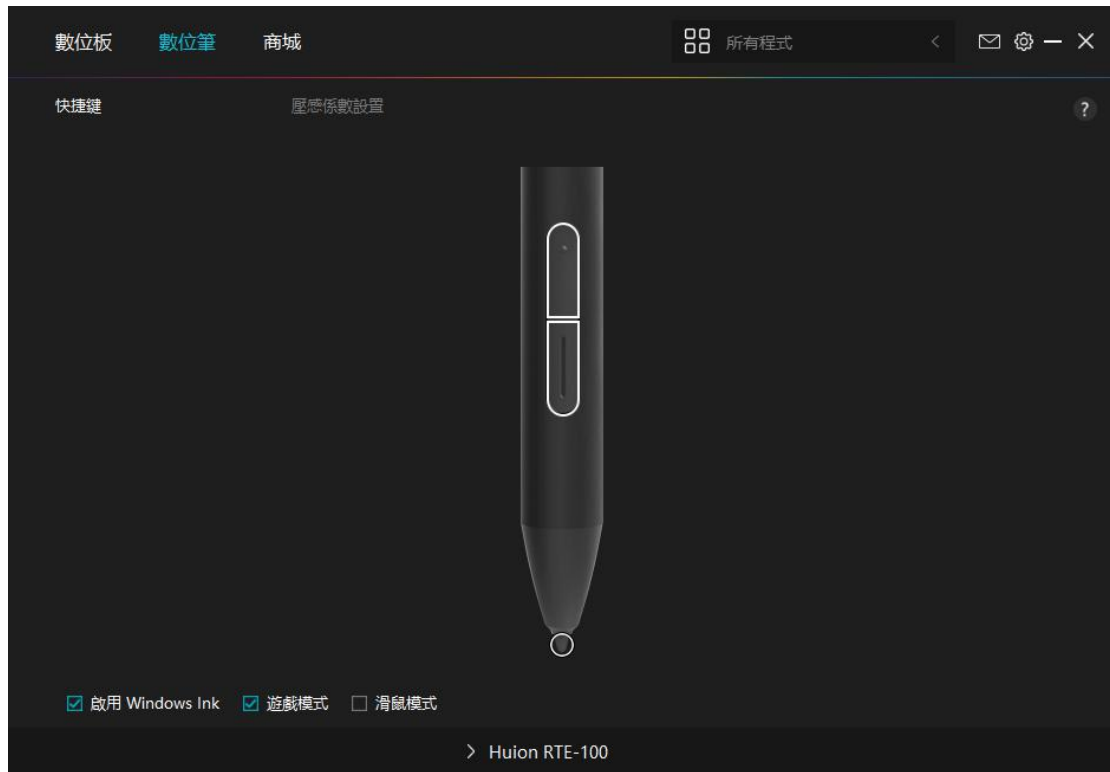 數位板 數位筆 商城 所有程式
快捷鍵 壓感係數設置 ?
啟用 Windows Ink 遊戲模式 滑鼠模式
Huion RTE-100